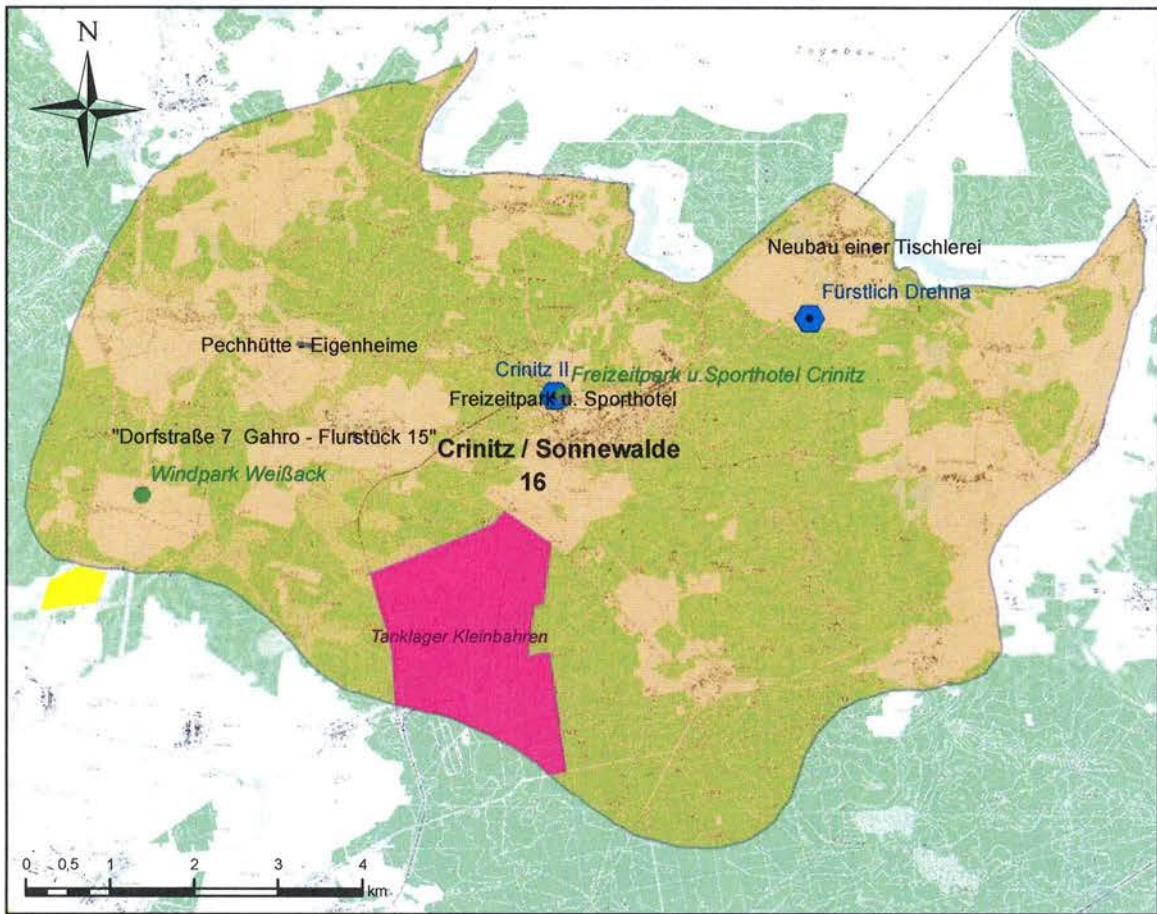 N
Tagebau
Neubau einer Tischlerei
Fürstlich Drehna
Pechhütte - Eigenheime
Crinitz II
Freizeitpark u.Sporthotel Crinitz
Freizeitpark u. Sporthotel
"Dorfstraße 7 Gahro - Flurstück 15"
Crinitz / Sonnewalde
16
Windpark Weißack
Tanklager Kleinbahren
0 0,5 1 2 3 4
km